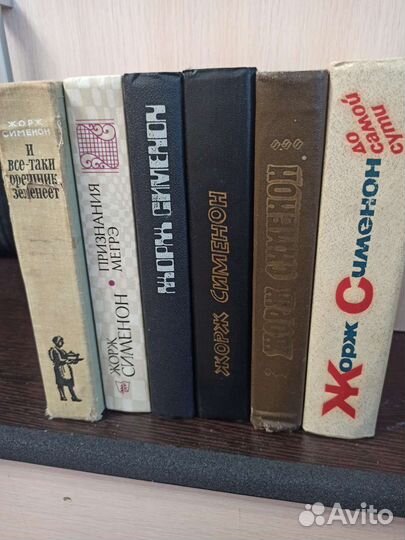 ЖОРЖ
СИМЕНОН
И
все-таки
орешник
зеленеет
ЖОРЖ
СИМЕНОН • ПРИЗНАНИЯ
МЕГРЭ
ЖОРЖ СИМЕНОН
ЖОРЖ СИМЕНОН
ЖОРЖ СИМЕНОН
Жорж Сименон
до
самой
сути
Avito